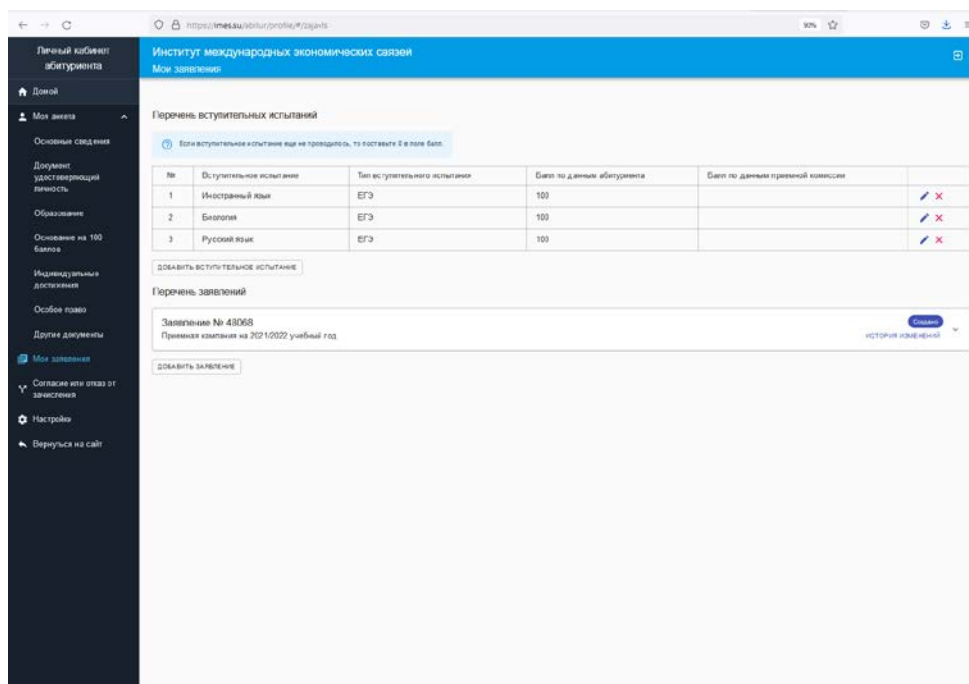 https://imes.su/abitur/profile/#/zajavls
90%
Личный кабинет
абитуриента
Домой
Моя анкета
Основные сведения
Документ,
удостоверяющий
личность
Образование
Основание на 100
баллов
Индивидуальные
достижения
Особое право
Другие документы
Мои заявления
Согласие или отказ от
зачисления
Настройки
Вернуться на сайт
Институт международных экономических связей
Мои заявления
Перечень вступительных испытаний
Если вступительное испытание еще не проводилось, то поставьте 0 в поле балл.
№ Вступительное испытание Тип вступительного испытания Балл по данным абитуриента Балл по данным приемной комиссии
1 Иностранный язык ЕГЭ 100
2 Биология ЕГЭ 100
3 Русский язык ЕГЭ 100
ДОБАВИТЬ ВСТУПИТЕЛЬНОЕ ИСПЫТАНИЕ
Перечень заявлений
Заявление № 48068
Приемная кампания на 2021/2022 учебный год
Создано
ИСТОРИЯ ИЗМЕНЕНИЙ
ДОБАВИТЬ ЗАЯВЛЕНИЕ